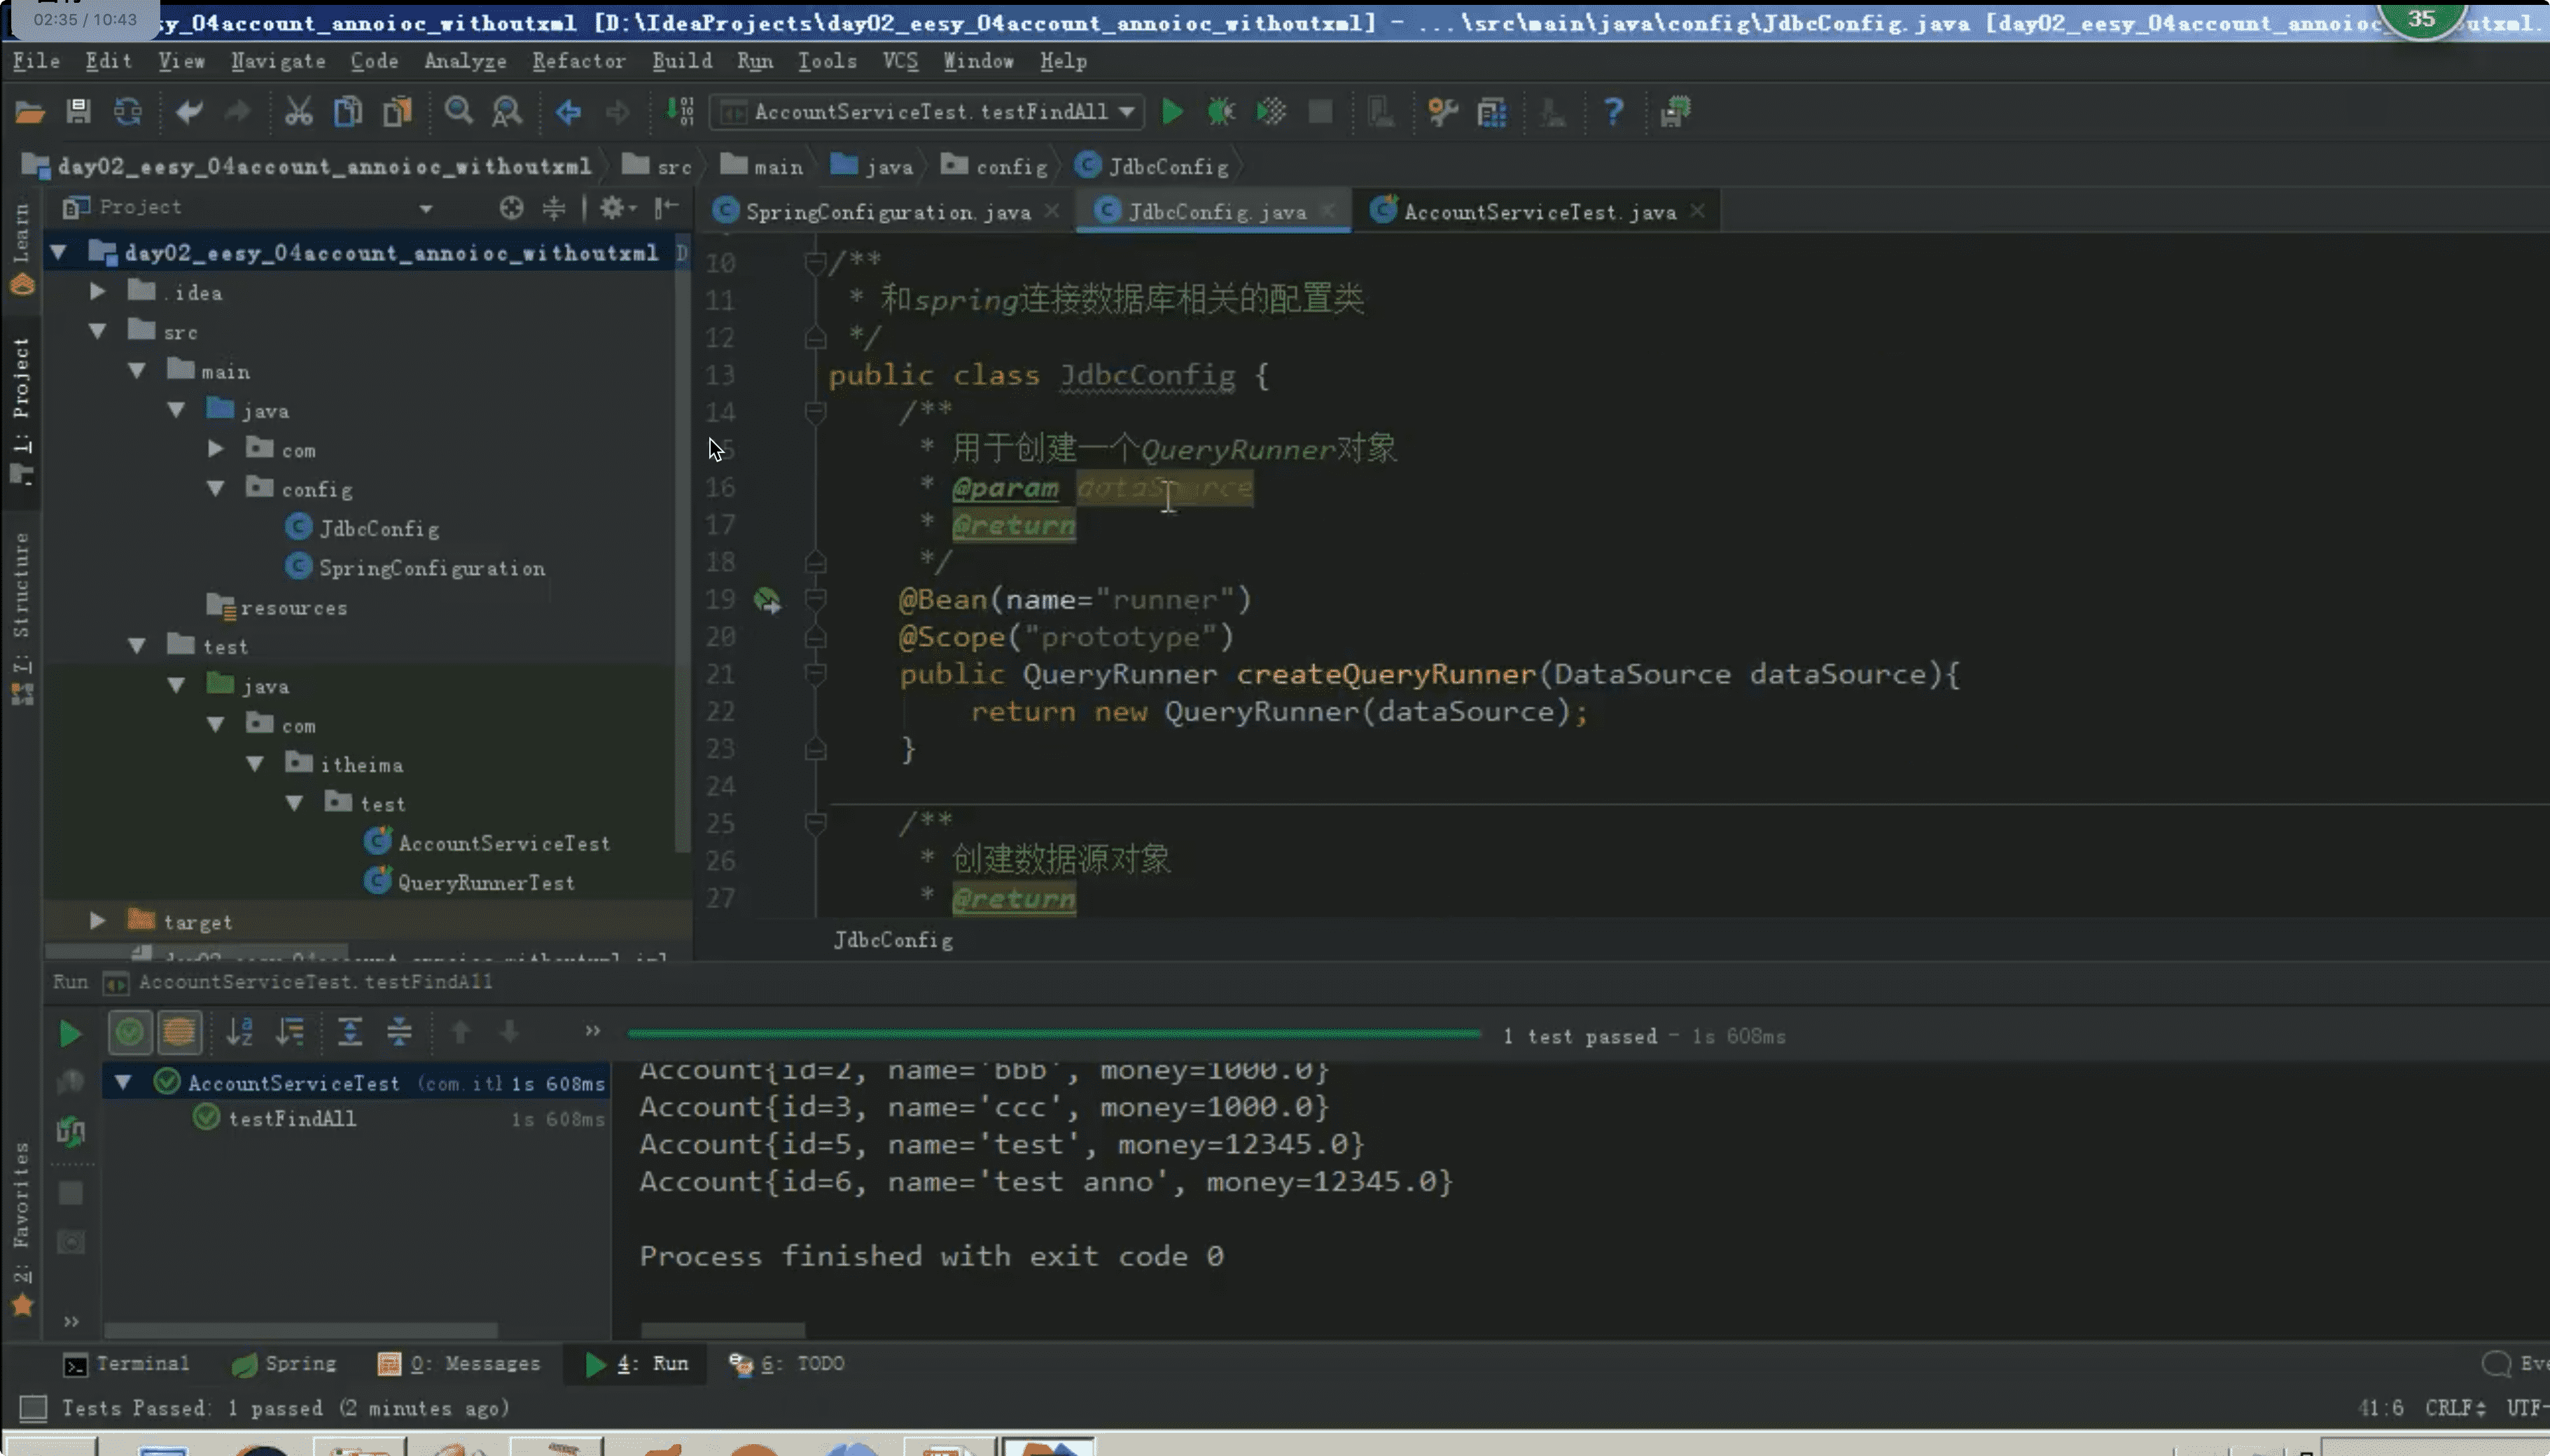 02:35 / 10:43
sy_04account_annoioc_withoutxml [D:\IdeaProjects\day02_eesy_04account_annoioc_withoutxml] - ...\src\main\java\config\JdbcConfig.java [day02_eesy_04account_annoioc_
utxml.
35
File Edit View Navigate Code Analyze Refactor Build Run Tools VCS Window Help
AccountServiceTest.testFindAll
day02_eesy_04account_annoioc_withoutxml src main java config JdbcConfig
Project
SpringConfiguration.java JdbcConfig.java AccountServiceTest.java
Learn
1: Project
7: Structure
2: Favorites
day02_eesy_04account_annoioc_withoutxml D
.idea
src
main
java
com
config
JdbcConfig
SpringConfiguration
resources
test
java
com
itheima
test
AccountServiceTest
QueryRunnerTest
target
10 /**
11 * 和spring连接数据库相关的配置类
12 */
13 public class JdbcConfig {
14 /**
* 用于创建一个QueryRunner对象
16 * @param dataSource
17 * @return
18 */
19 @Bean(name="runner")
20 @Scope("prototype")
21 public QueryRunner createQueryRunner(DataSource dataSource){
22 return new QueryRunner(dataSource);
23 }
24
25 /**
26 * 创建数据源对象
27 * @return
JdbcConfig
Run AccountServiceTest.testFindAll
1 test passed - 1s 608ms
AccountServiceTest (com.itl 1s 608ms
testFindAll 1s 608ms
Account{id=2, name='bbb', money=1000.0}
Account{id=3, name='ccc', money=1000.0}
Account{id=5, name='test', money=12345.0}
Account{id=6, name='test anno', money=12345.0}
Process finished with exit code 0
Terminal Spring 0: Messages 4: Run 6: TODO
Eve
Tests Passed: 1 passed (2 minutes ago)
41:6 CRLF UTF-